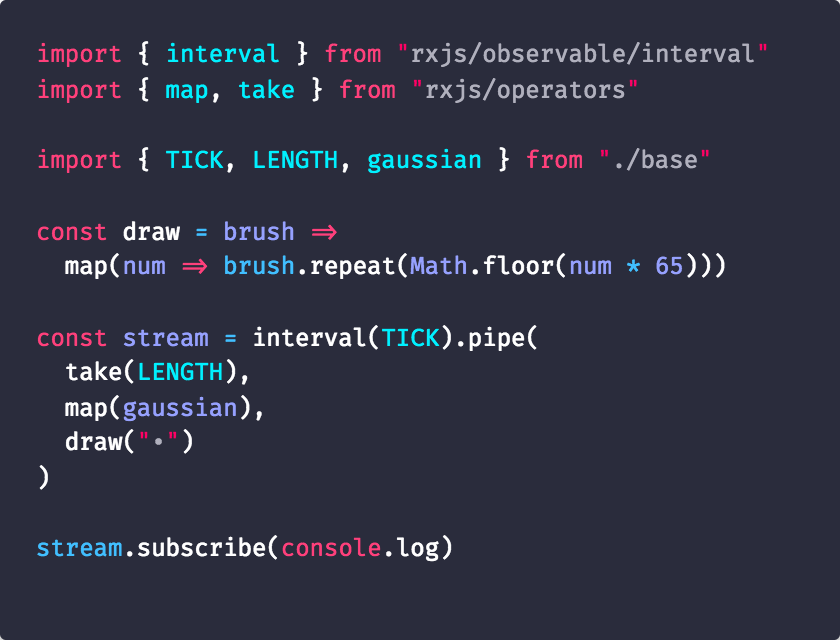 import { interval } from "rxjs/observable/interval"
import { map, take } from "rxjs/operators"
import { TICK, LENGTH, gaussian } from "./base"
const draw = brush =>
map(num => brush.repeat(Math.floor(num * 65)))
const stream = interval(TICK).pipe(
take(LENGTH),
map(gaussian),
draw("•")
)
stream.subscribe(console.log)